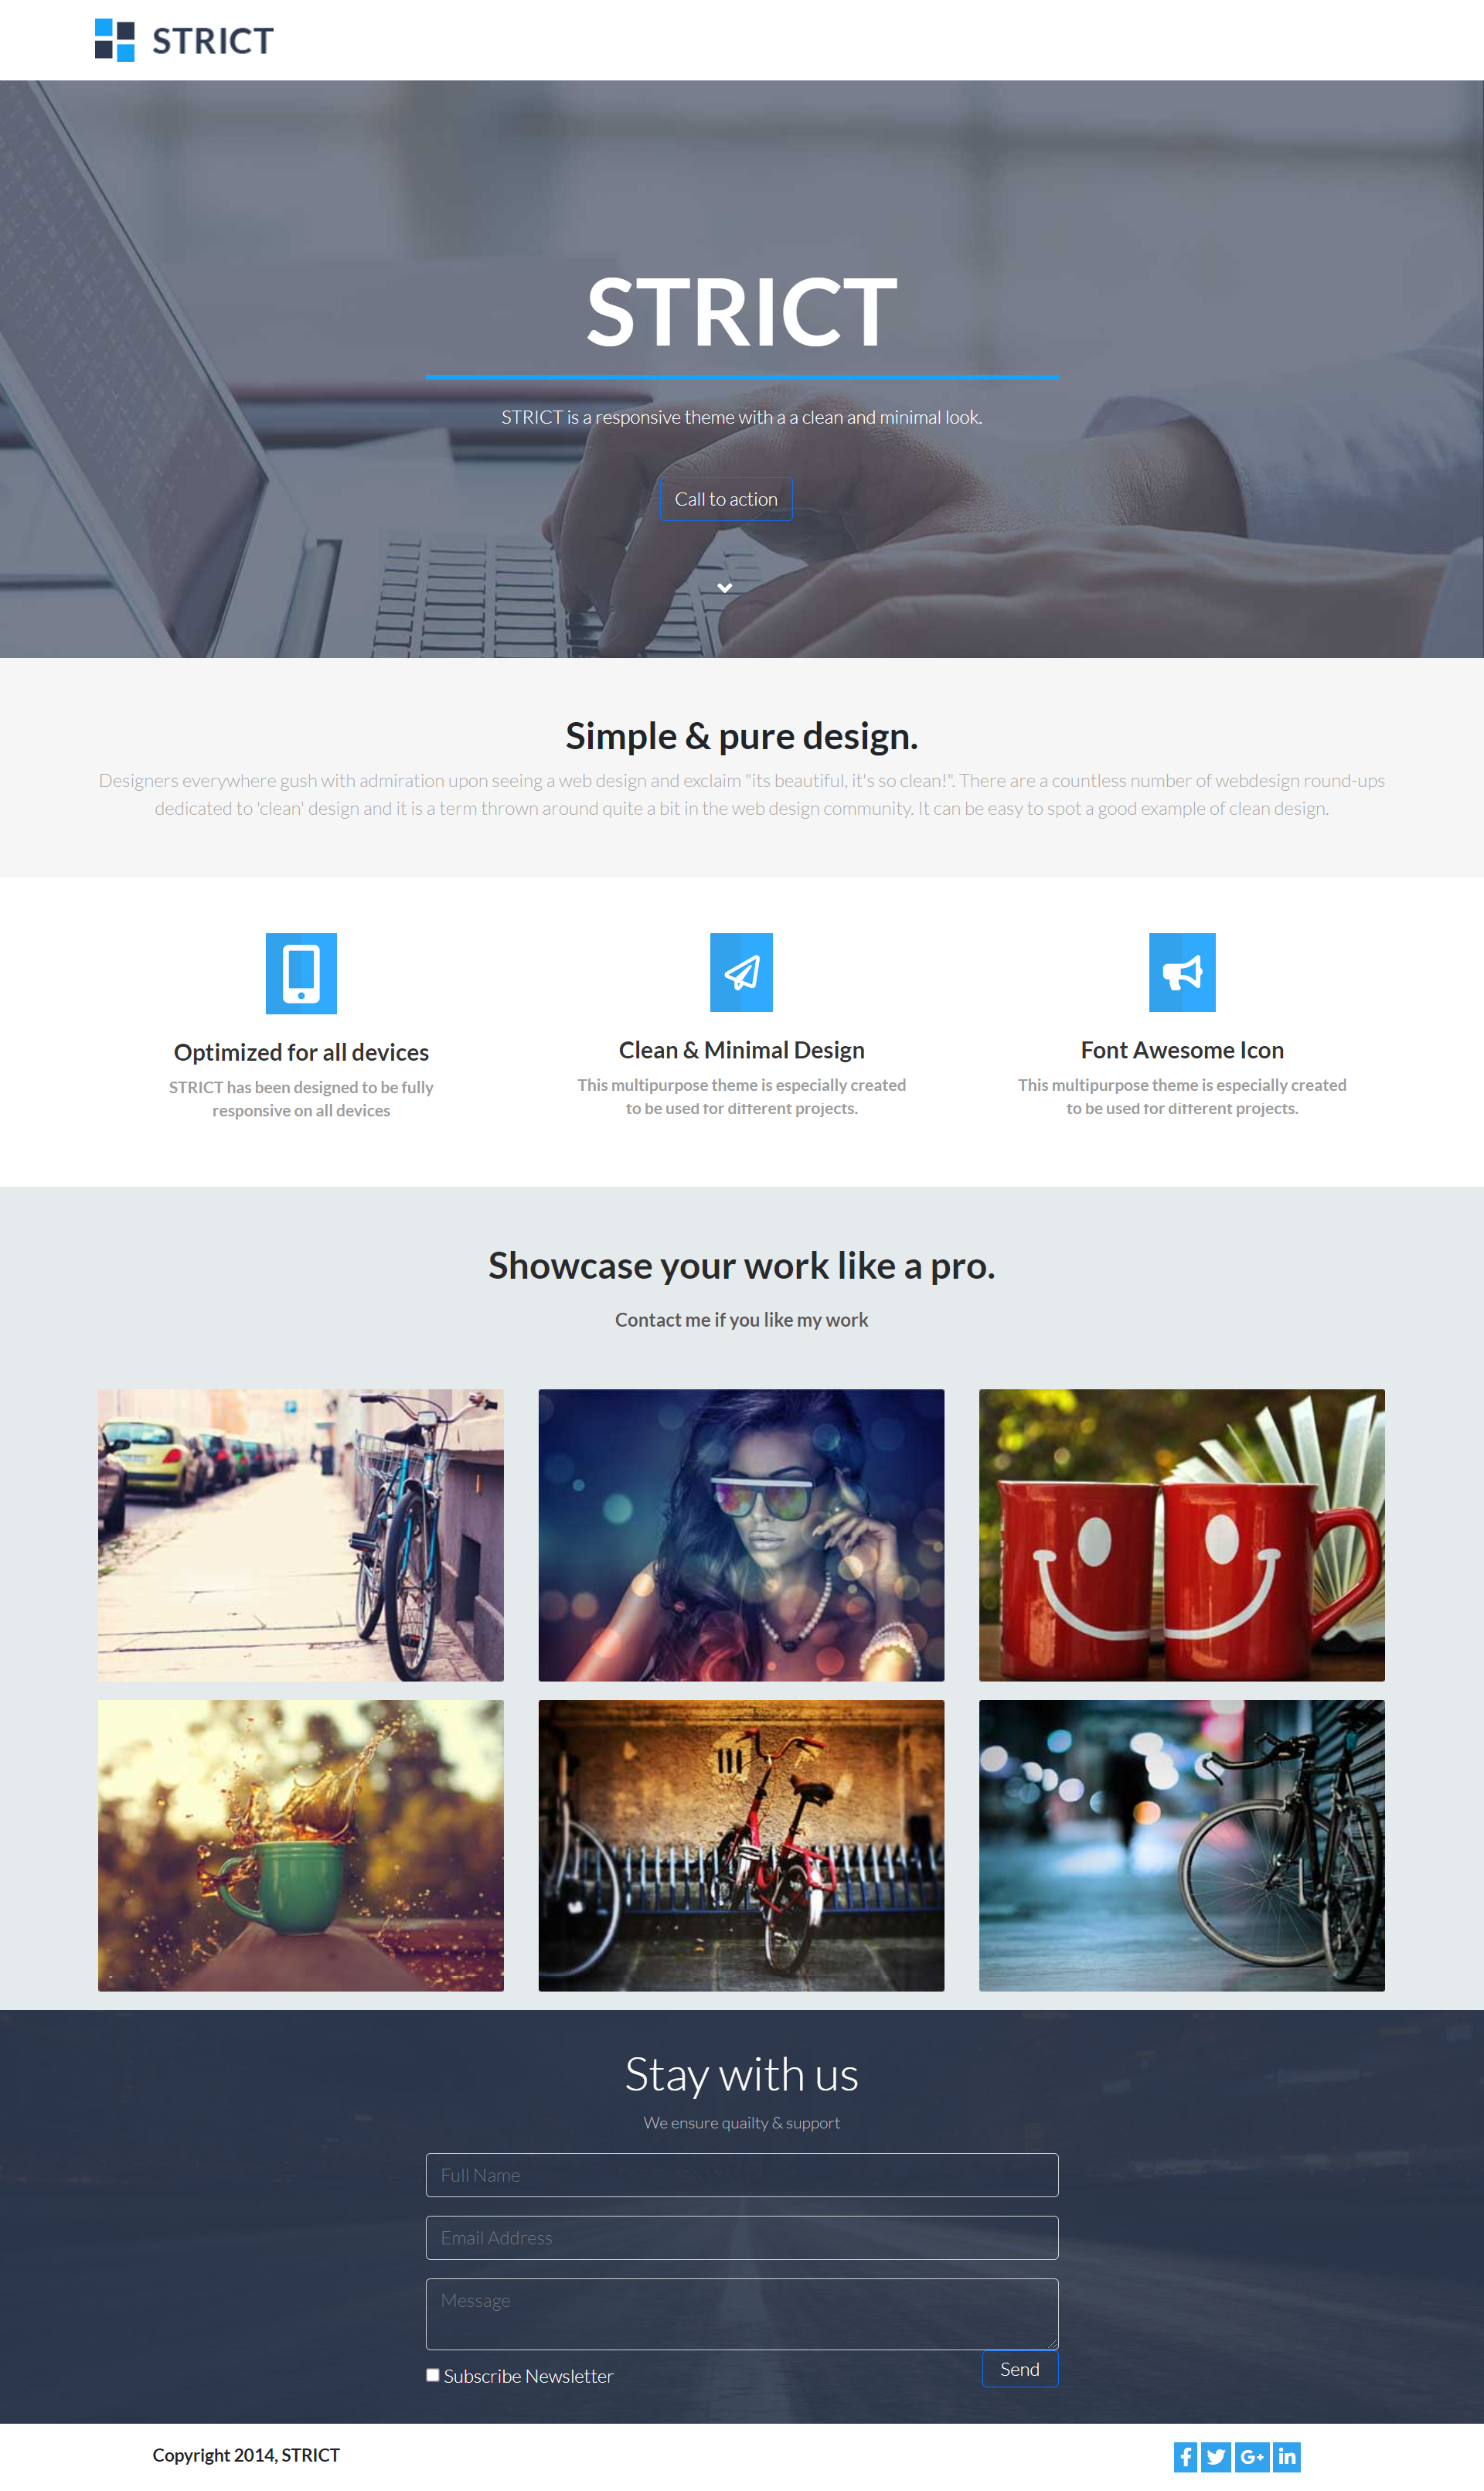 STRICT
STRICT
STRICT is a responsive theme with a a clean and minimal look.
Call to action
Simple & pure design.
Designers everywhere gush with admiration upon seeing a web design and exclaim "its beautiful, it's so clean!". There are a countless number of webdesign round-ups
dedicated to 'clean' design and it is a term thrown around quite a bit in the web design community. It can be easy to spot a good example of clean design.
Optimized for all devices
STRICT has been designed to be fully
responsive on all devices
Clean & Minimal Design
This multipurpose theme is especially created
to be used for different projects.
Font Awesome Icon
This multipurpose theme is especially created
to be used for different projects.
Showcase your work like a pro.
Contact me if you like my work
Stay with us
We ensure quailty & support
Full Name
Email Address
Message
Subscribe Newsletter
Send
Copyright 2014, STRICT